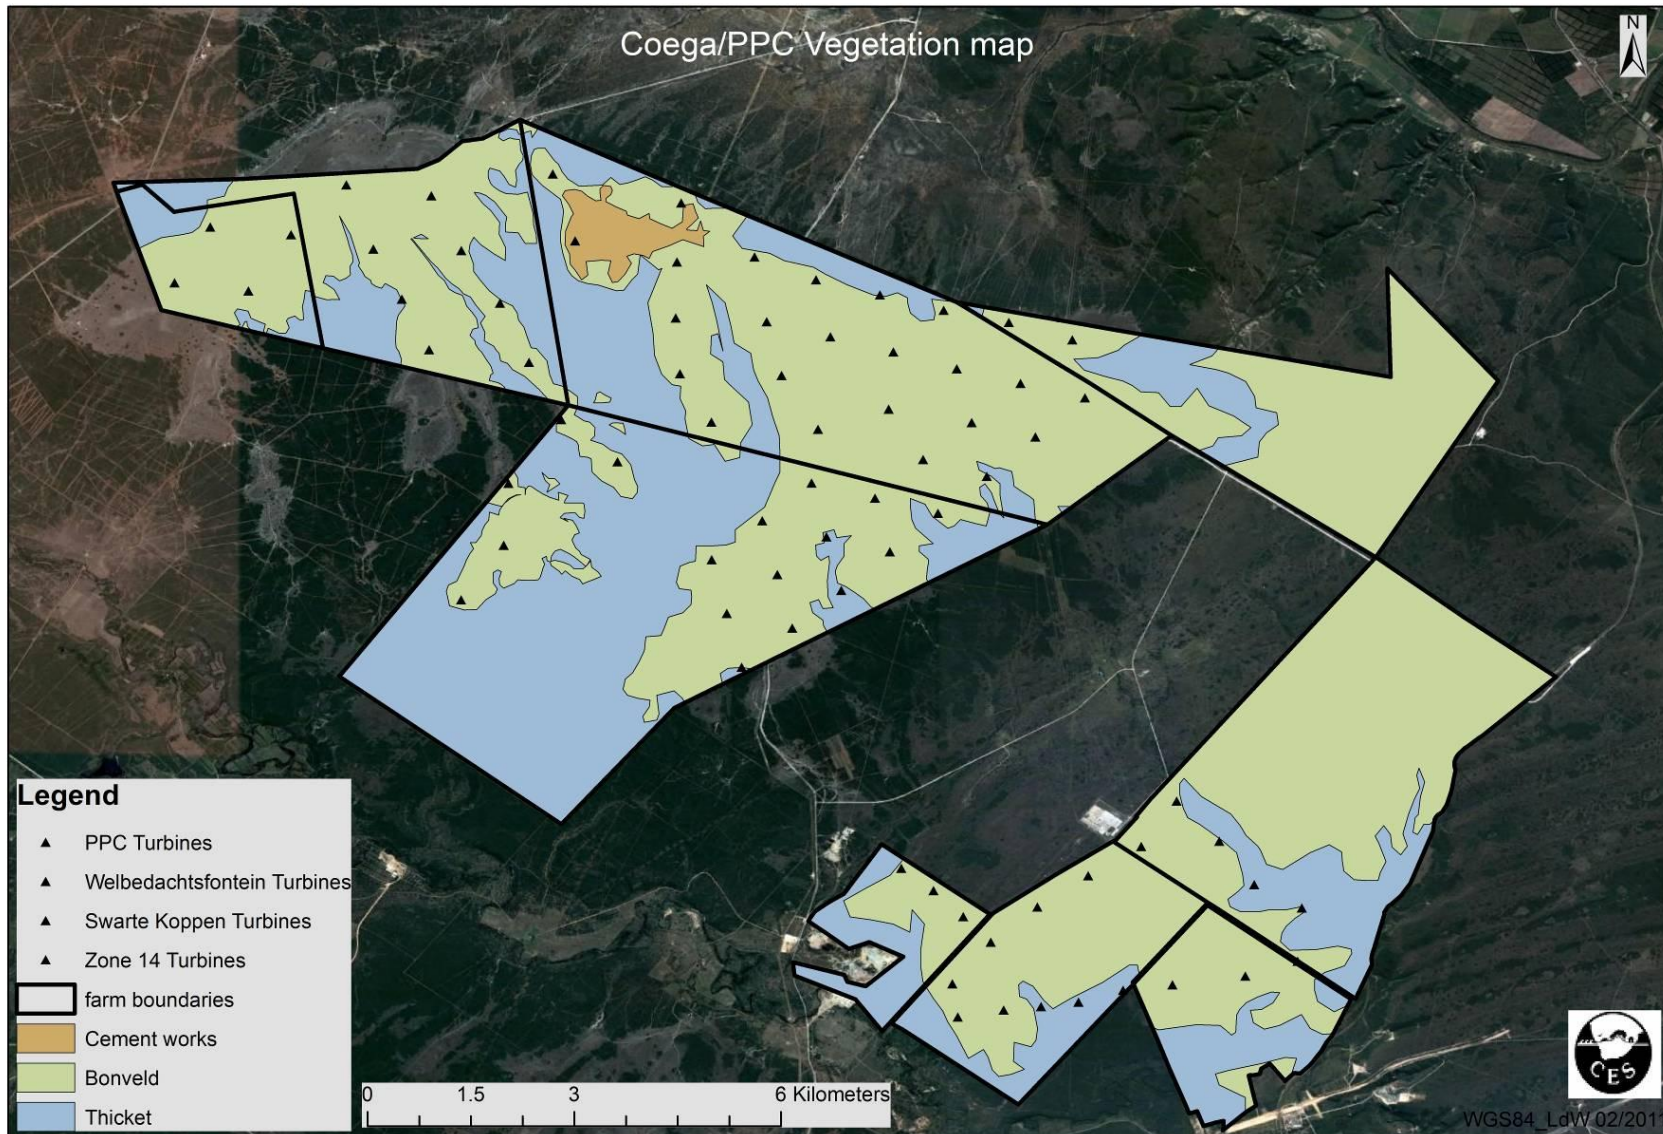 Coega/PPC Vegetation map
N
Legend
PPC Turbines
Welbedachtsfontein Turbines
Swarte Koppen Turbines
Zone 14 Turbines
farm boundaries
Cement works
Bonveld
Thicket
0 1.5 3 6 Kilometers
CES
WGS84_LdW 02/2011